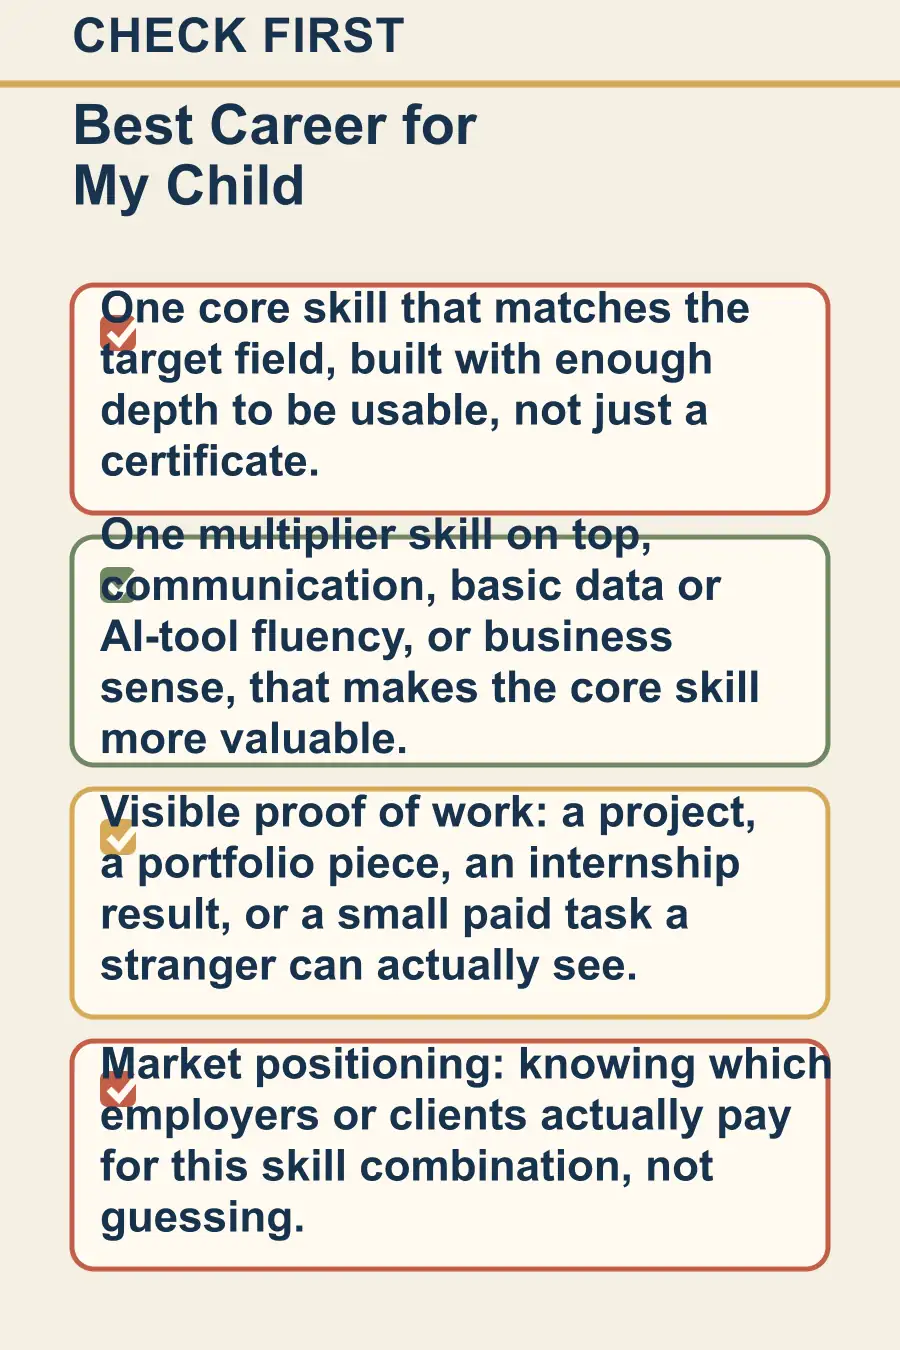 CHECK FIRST
Best Career for
My Child
One core skill that matches the
target field, built with enough
depth to be usable, not just a
certificate.
One multiplier skill on top,
communication, basic data or
AI-tool fluency, or business
sense, that makes the core skill
more valuable.
Visible proof of work: a project,
a portfolio piece, an internship
result, or a small paid task a
stranger can actually see.
Market positioning: knowing which
employers or clients actually pay
for this skill combination, not
guessing.